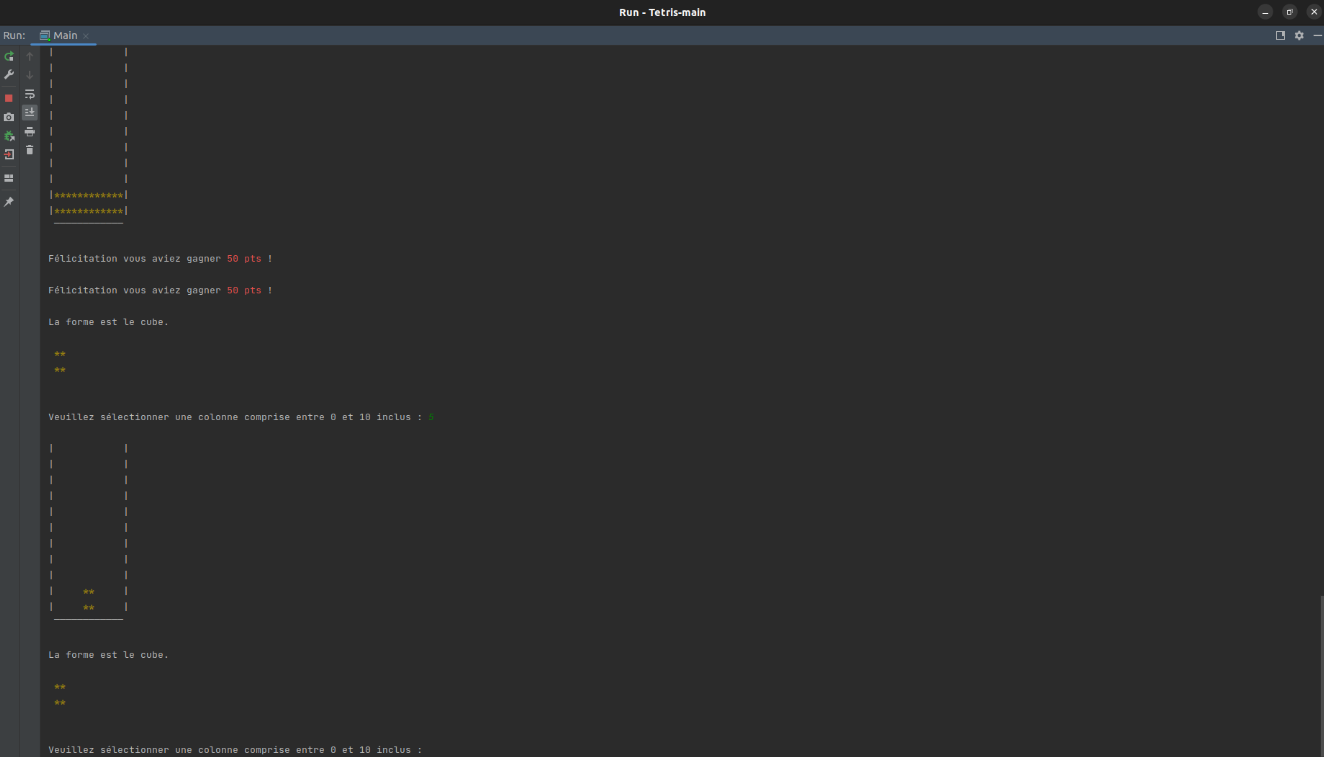 Run - Tetris-main
Run: Main
|            |
|            |
|            |
|            |
|            |
|            |
|            |
|            |
|            |
|************|
|************|
Félicitation vous aviez gagner 50 pts !
Félicitation vous aviez gagner 50 pts !
La forme est le cube.
**
**
Veuillez sélectionner une colonne comprise entre 0 et 10 inclus : 5
|            |
|            |
|            |
|            |
|            |
|            |
|            |
|            |
|            |
|     **     |
|     **     |
La forme est le cube.
**
**
Veuillez sélectionner une colonne comprise entre 0 et 10 inclus :